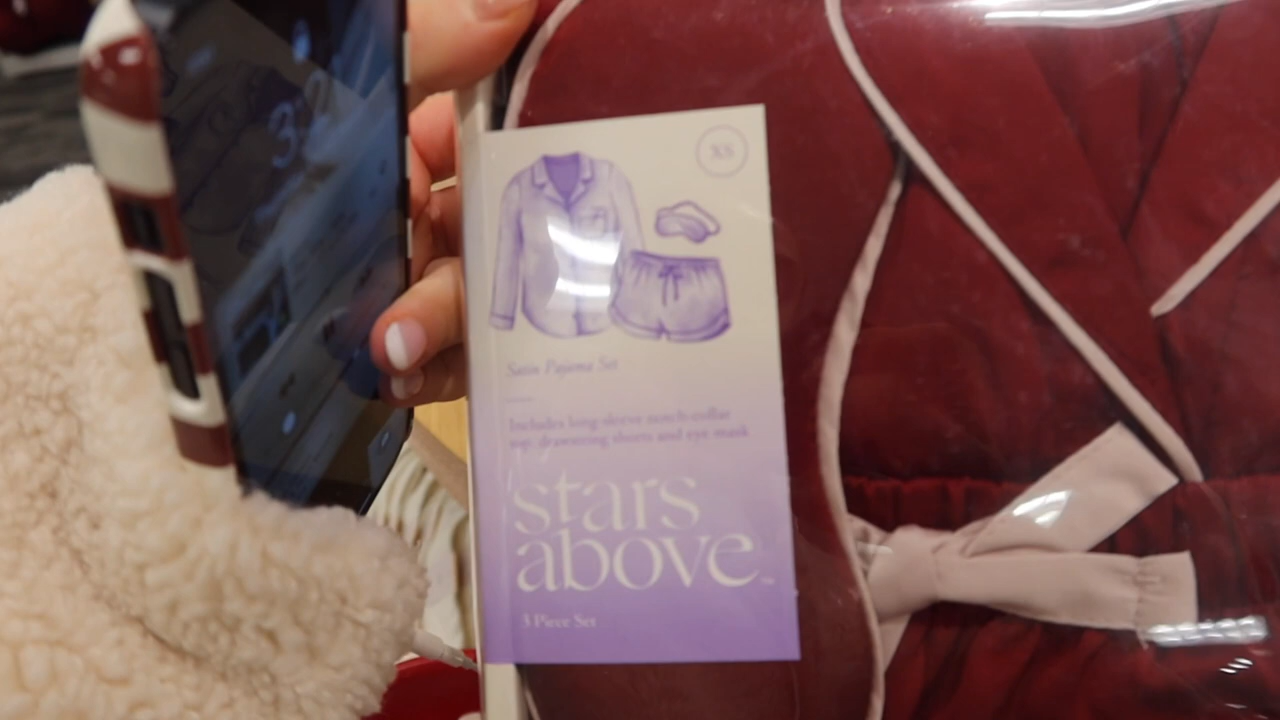 XS
Satin Pajama Set
Includes long sleeve notch collar
top, drawstring shorts and eye mask
stars
above™
3 Piece Set